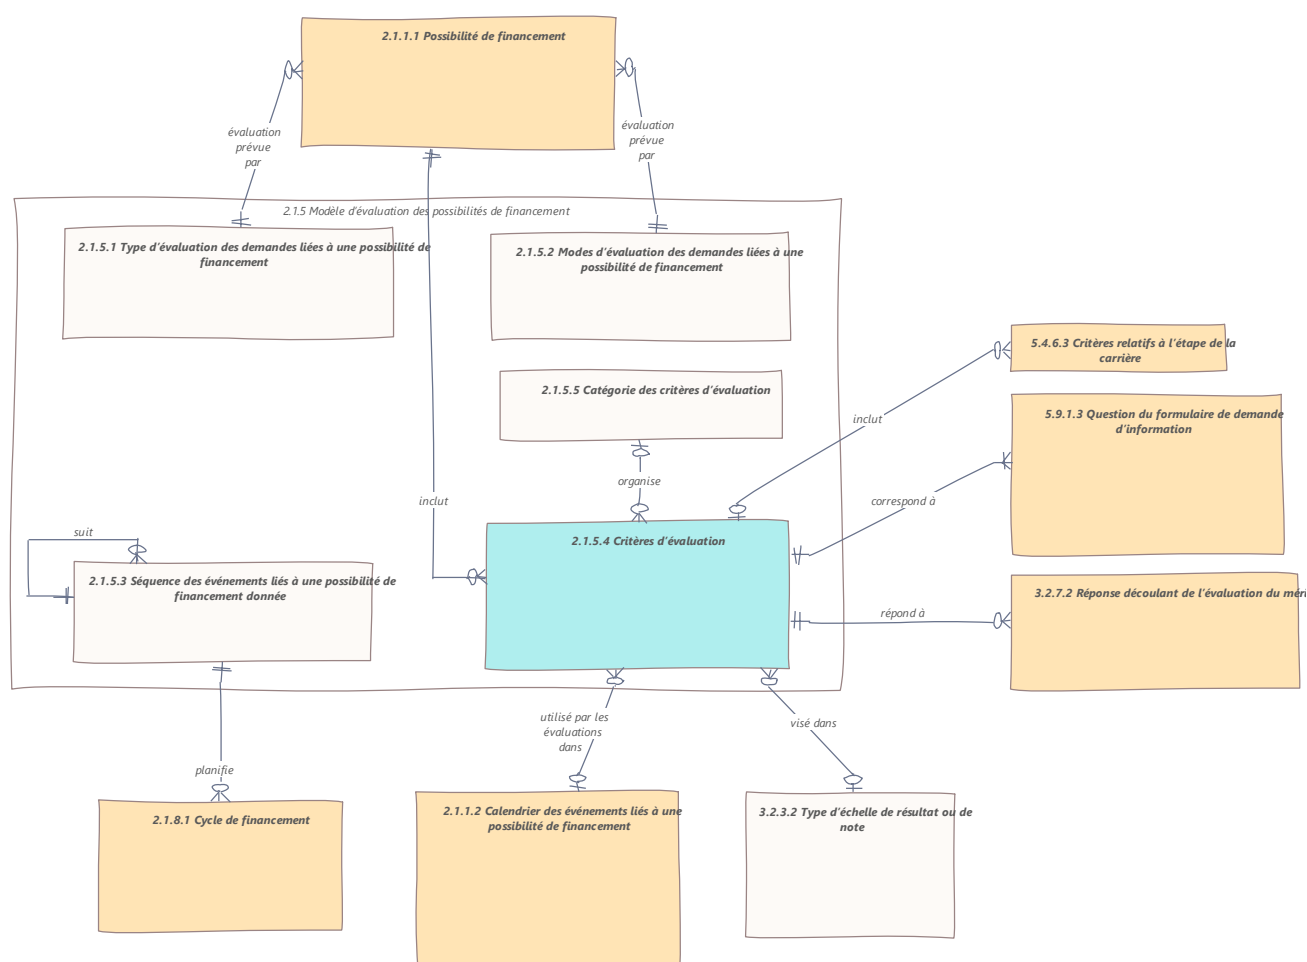 2.1.1.1 Possibilité de financement
évaluation
prévue
par
évaluation
prévue
par
2.1.5 Modèle d'évaluation des possibilités de financement
2.1.5.1 Type d'évaluation des demandes liées à une possibilité de
financement
2.1.5.2 Modes d'évaluation des demandes liées à une
possibilité de financement
5.4.6.3 Critères relatifs à l'étape de la
carrière
2.1.5.5 Catégorie des critères d'évaluation
5.9.1.3 Question du formulaire de demande
d'information
inclut
organise
inclut
correspond à
suit
2.1.5.4 Critères d'évaluation
2.1.5.3 Séquence des événements liés à une possibilité de
financement donnée
3.2.7.2 Réponse découlant de l'évaluation du méri
répond à
utilisé par les
évaluations
dans
visé dans
planifie
2.1.8.1 Cycle de financement
2.1.1.2 Calendrier des événements liés à une
possibilité de financement
3.2.3.2 Type d'échelle de résultat ou de
note